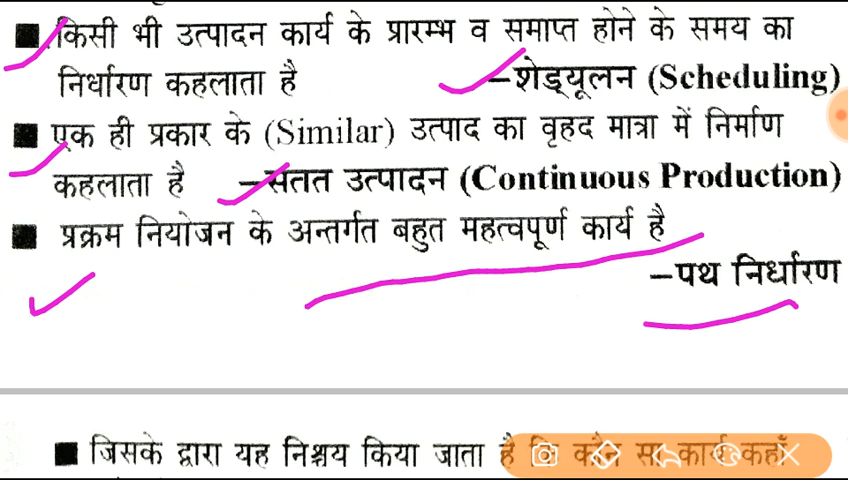 किसी भी उत्पादन कार्य के प्रारम्भ व समाप्त होने के समय का
निर्धारण कहलाता है –शेड्यूलन (Scheduling)
एक ही प्रकार के (Similar) उत्पाद का वृहद मात्रा में निर्माण
कहलाता है –सतत उत्पादन (Continuous Production)
प्रक्रम नियोजन के अन्तर्गत बहुत महत्वपूर्ण कार्य है
–पथ निर्धारण
जिसके द्वारा यह निश्चय किया जाता है कि कौन सा कार्य कहाँ